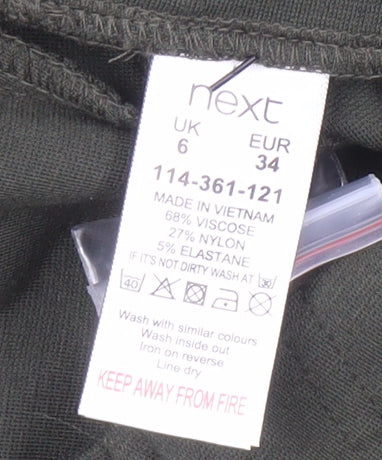 next
UK EUR
6 34
114-361-121
MADE IN VIETNAM
68% VISCOSE
27% NYLON
5% ELASTANE
IF IT'S NOT DIRTY WASH AT 30
40
Wash with similar colours
Wash inside out
Iron on reverse
Line dry
KEEP AWAY FROM FIRE